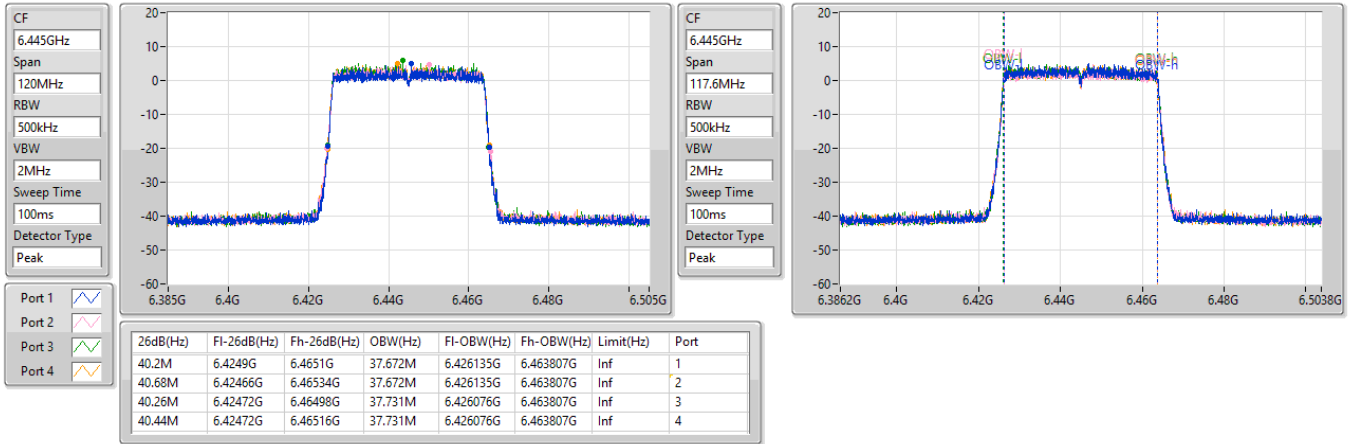 CF
6.445GHz
Span
120MHz
RBW
500kHz
VBW
2MHz
Sweep Time
100ms
Detector Type
Peak
20
10
0
-10
-20
-30
-40
-50
-60
6.385G 6.4G 6.42G 6.44G 6.46G 6.48G 6.505G
CF
6.445GHz
Span
117.6MHz
RBW
500kHz
VBW
2MHz
Sweep Time
100ms
Detector Type
Peak
20
10
0
-10
-20
-30
-40
-50
-60
OBW-l OBW-h
6.3862G 6.4G 6.42G 6.44G 6.46G 6.48G 6.5038G
Port 1
Port 2
Port 3
Port 4
26dB(Hz) Fl-26dB(Hz) Fh-26dB(Hz) OBW(Hz) Fl-OBW(Hz) Fh-OBW(Hz) Limit(Hz) Port
40.2M 6.4249G 6.4651G 37.672M 6.426135G 6.463807G Inf 1
40.68M 6.42466G 6.46534G 37.672M 6.426135G 6.463807G Inf 2
40.26M 6.42472G 6.46498G 37.731M 6.426076G 6.463807G Inf 3
40.44M 6.42472G 6.46516G 37.731M 6.426076G 6.463807G Inf 4